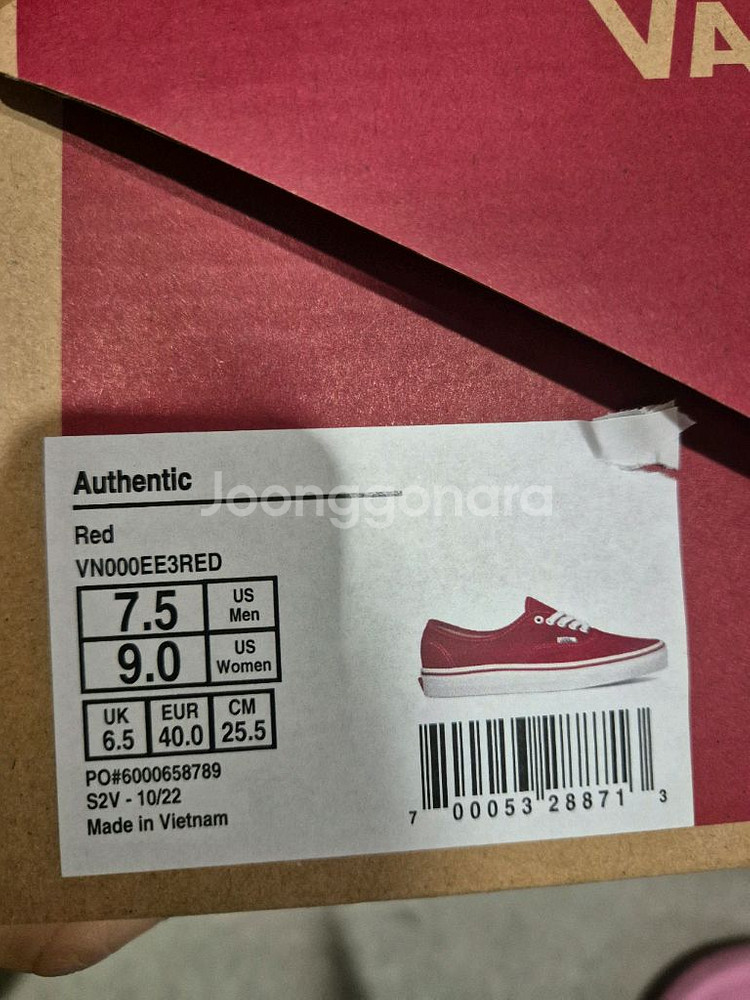 VA
Authentic
Joonggonara
Red
VN000EE3RED
7.5 US Men
9.0 US Women
UK 6.5 EUR 40.0 CM 25.5
PO#6000658789
S2V - 10/22
Made in Vietnam
7 00053 28871 3